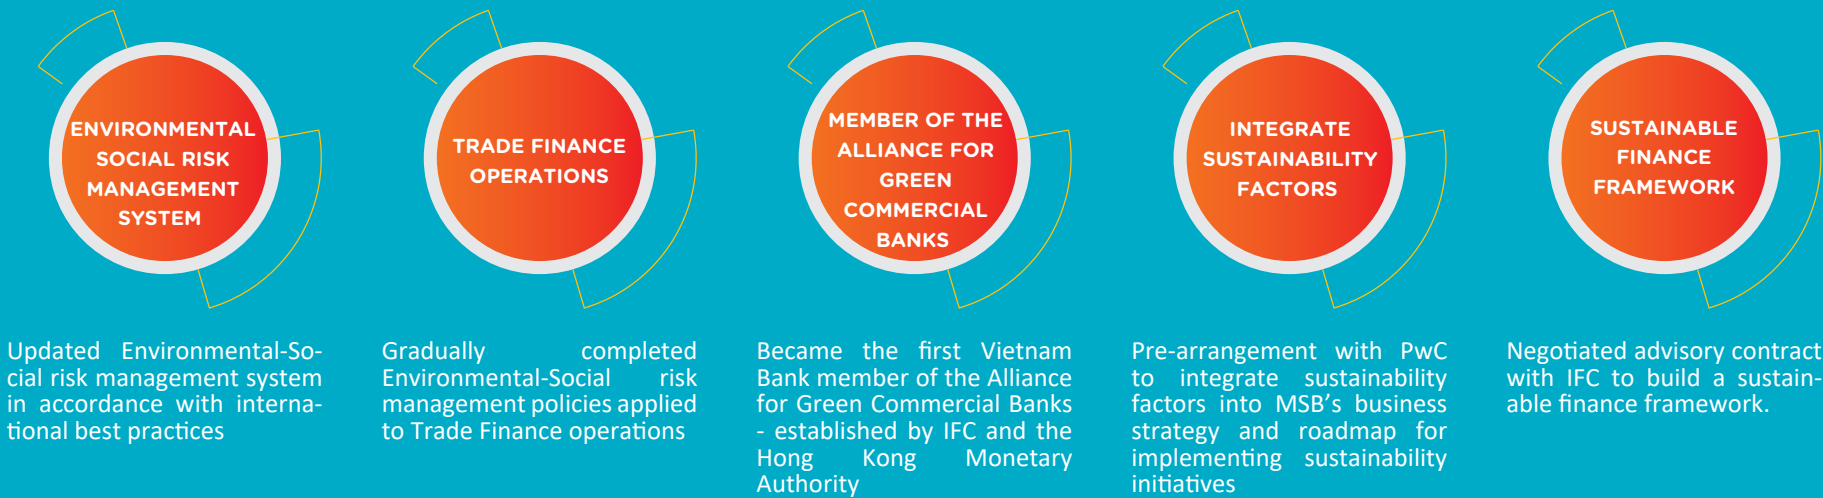 ENVIRONMENTAL
SOCIAL RISK
MANAGEMENT
SYSTEM
Updated Environmental-So-
cial risk management system
in accordance with interna-
tional best practices
TRADE FINANCE
OPERATIONS
Gradually completed
Environmental-Social risk
management policies applied
to Trade Finance operations
MEMBER OF THE
ALLIANCE FOR
GREEN
COMMERCIAL
BANKS
Became the first Vietnam
Bank member of the Alliance
for Green Commercial Banks
- established by IFC and the
Hong Kong Monetary
Authority
INTEGRATE
SUSTAINABILITY
FACTORS
Pre-arrangement with PwC
to integrate sustainability
factors into MSB's business
strategy and roadmap for
implementing sustainability
initiatives
SUSTAINABLE
FINANCE
FRAMEWORK
Negotiated advisory contract
with IFC to build a sustain-
able finance framework.